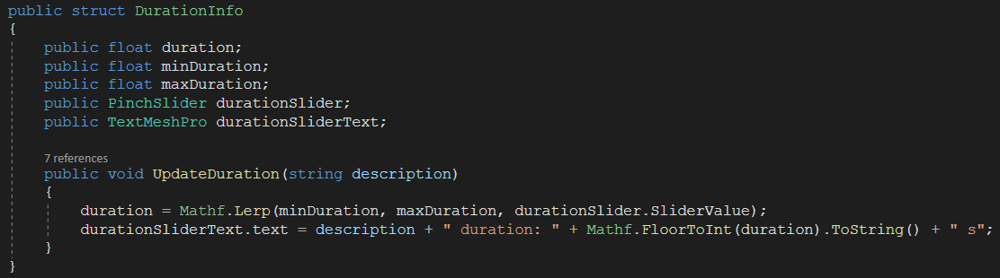 public struct DurationInfo
{
public float duration;
public float minDuration;
public float maxDuration;
public PinchSlider durationSlider;
public TextMeshPro durationSliderText;
7 references
public void UpdateDuration(string description)
{
duration = Mathf.Lerp(minDuration, maxDuration, durationSlider.SliderValue);
durationSliderText.text = description + " duration: " + Mathf.FloorToInt(duration).ToString() + " s";
}
}